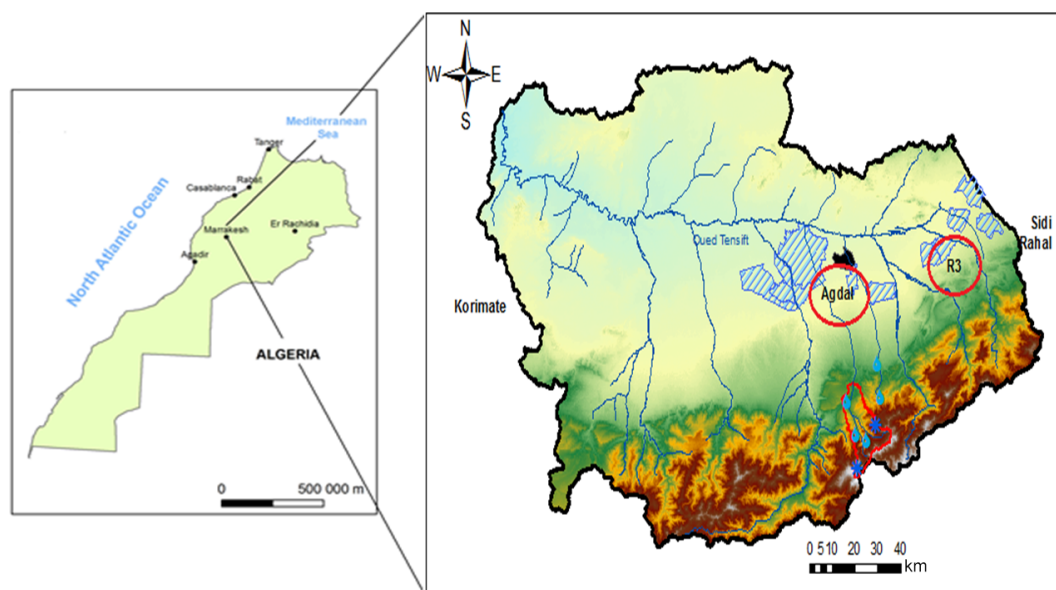 Mediterranean
Sea
Tanger
Rabat
Casablanca
Er Rachidia
Marrakesh
Agadir
North Atlantic Ocean
ALGERIA
0 500 000 m
N
W E
S
Oued Tensift
Sidi
Rahal
R3
Agdal
Korimate
0 5 10 20 30 40
km